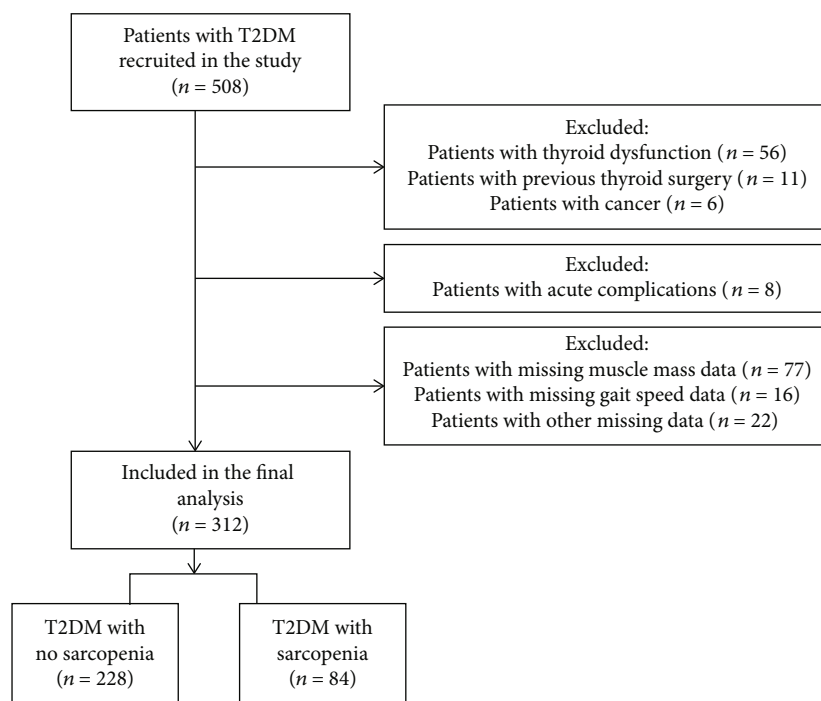 Patients with T2DM
recruited in the study
(n = 508)
Excluded:
Patients with thyroid dysfunction (n = 56)
Patients with previous thyroid surgery (n = 11)
Patients with cancer (n = 6)
Excluded:
Patients with acute complications (n = 8)
Excluded:
Patients with missing muscle mass data (n = 77)
Patients with missing gait speed data (n = 16)
Patients with other missing data (n = 22)
Included in the final
analysis
(n = 312)
T2DM with
no sarcopenia
(n = 228)
T2DM with
sarcopenia
(n = 84)